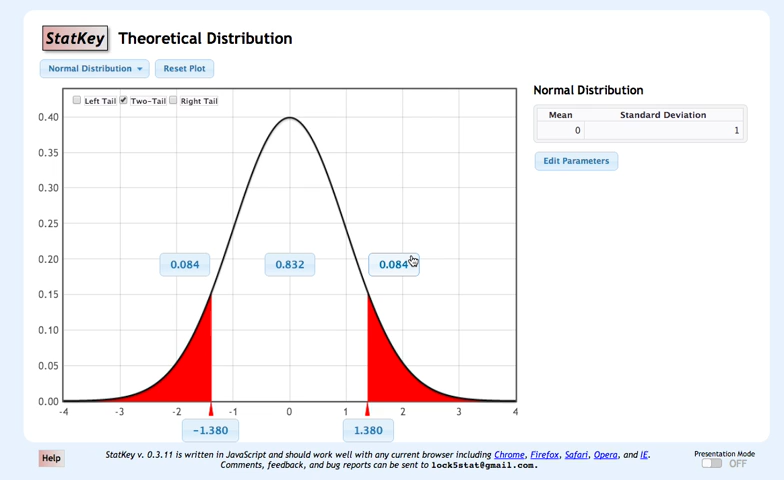 StatKey Theoretical Distribution
Normal Distribution
Reset Plot
Left Tail Two-Tail Right Tail
0.40
0.35
0.30
0.25
0.20
0.15
0.10
0.05
0.00
0.084
0.832
0.084
-4 -3 -2 -1 0 1 2 3 4
-1.380
1.380
Normal Distribution
Mean Standard Deviation
0 1
Edit Parameters
Help
StatKey v. 0.3.11 is written in JavaScript and should work well with any current browser including Chrome, Firefox, Safari, Opera, and IE.
Comments, feedback, and bug reports can be sent to lock5stat@gmail.com.
Presentation Mode
OFF